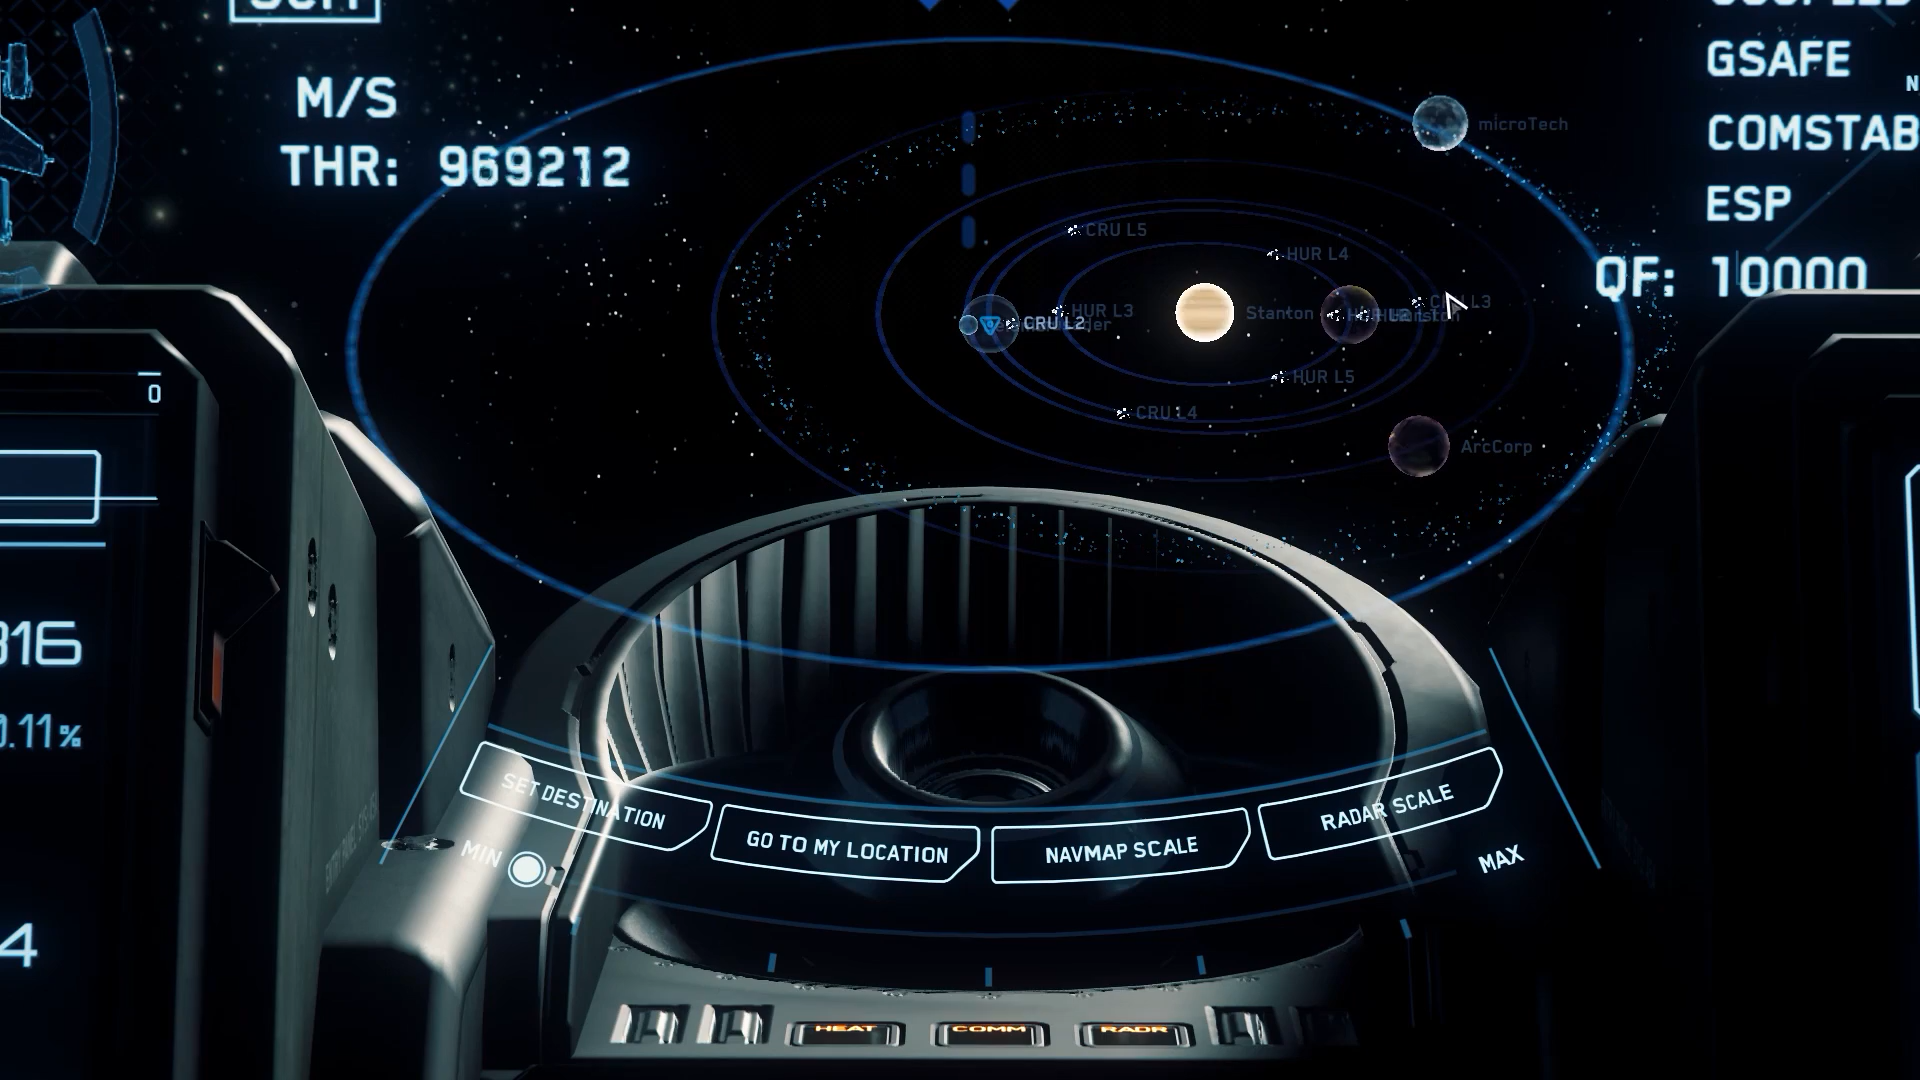 M/S
THR: 969212
GSAFE
COMSTAB
ESP
QF: 10000
microTech
CRU L5
HUR L4
HUR L3
CRU L2
Stanton
HUR L5
CRU L4
ArcCorp
0
316
0.11%
4
SET DESTINATION
GO TO MY LOCATION
NAVMAP SCALE
RADAR SCALE
MIN
MAX
HEAT
COMM
RADR